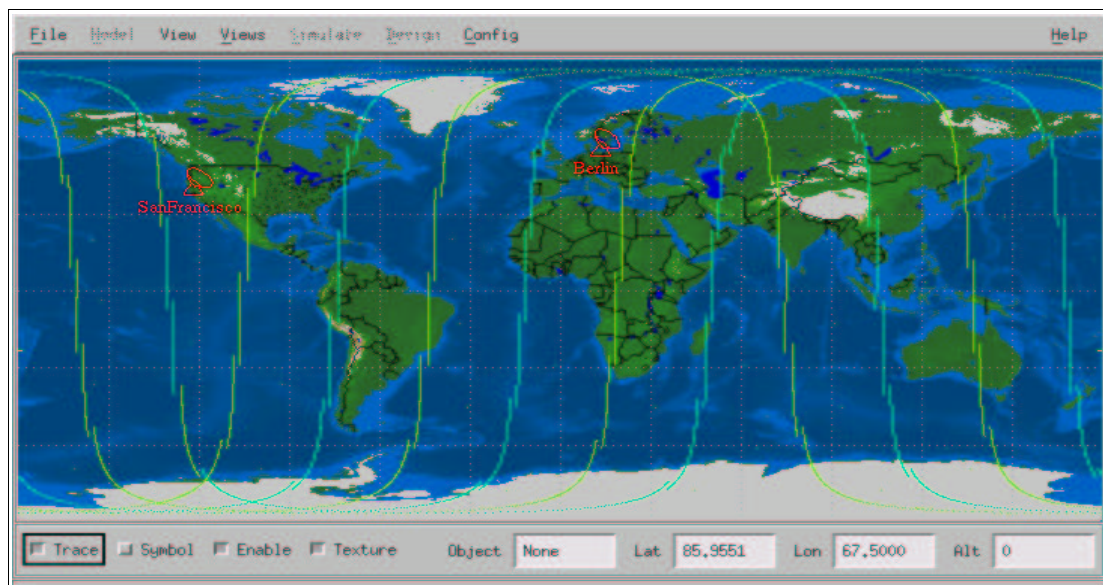 File Model View Views Simulate Design Config Help
Berlin
SanFrancisco
Trace Symbol Enable Texture Object None Lat 85.9551 Lon 67.5000 Alt 0